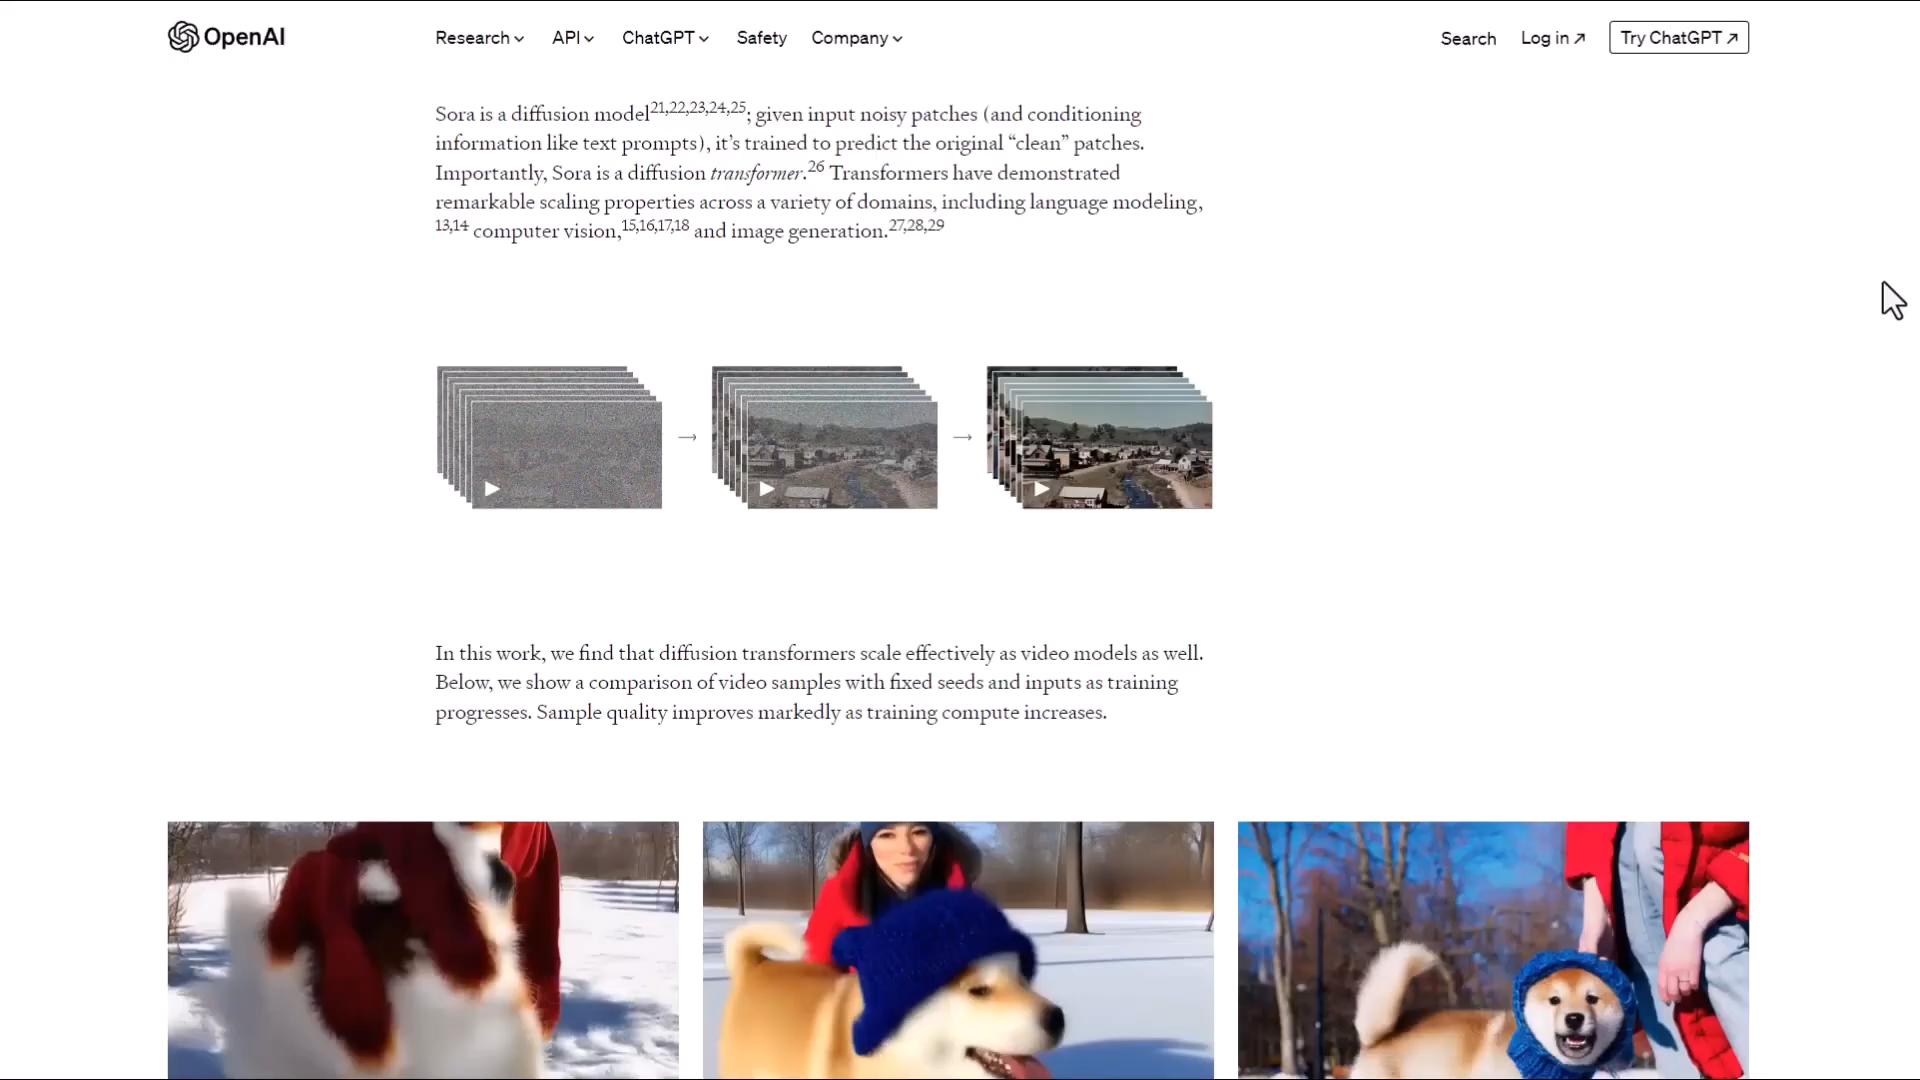 OpenAI
Research
API
ChatGPT
Safety
Company
Search
Log in ↗
Try ChatGPT ↗
Sora is a diffusion model21,22,23,24,25; given input noisy patches (and conditioning
information like text prompts), it’s trained to predict the original “clean” patches.
Importantly, Sora is a diffusion transformer.26 Transformers have demonstrated
remarkable scaling properties across a variety of domains, including language modeling,
13,14 computer vision,15,16,17,18 and image generation.27,28,29
In this work, we find that diffusion transformers scale effectively as video models as well.
Below, we show a comparison of video samples with fixed seeds and inputs as training
progresses. Sample quality improves markedly as training compute increases.